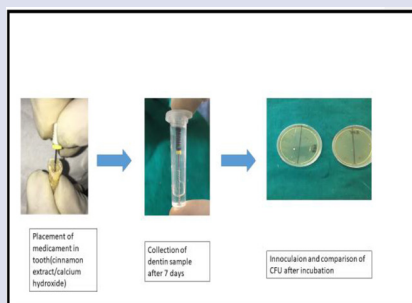 Placement of
medicament in
tooth(cinnamon
extract/calcium
hydroxide)
Collection of
dentin sample
after 7 days
Innoculaion and comparison of
CFU after incubation